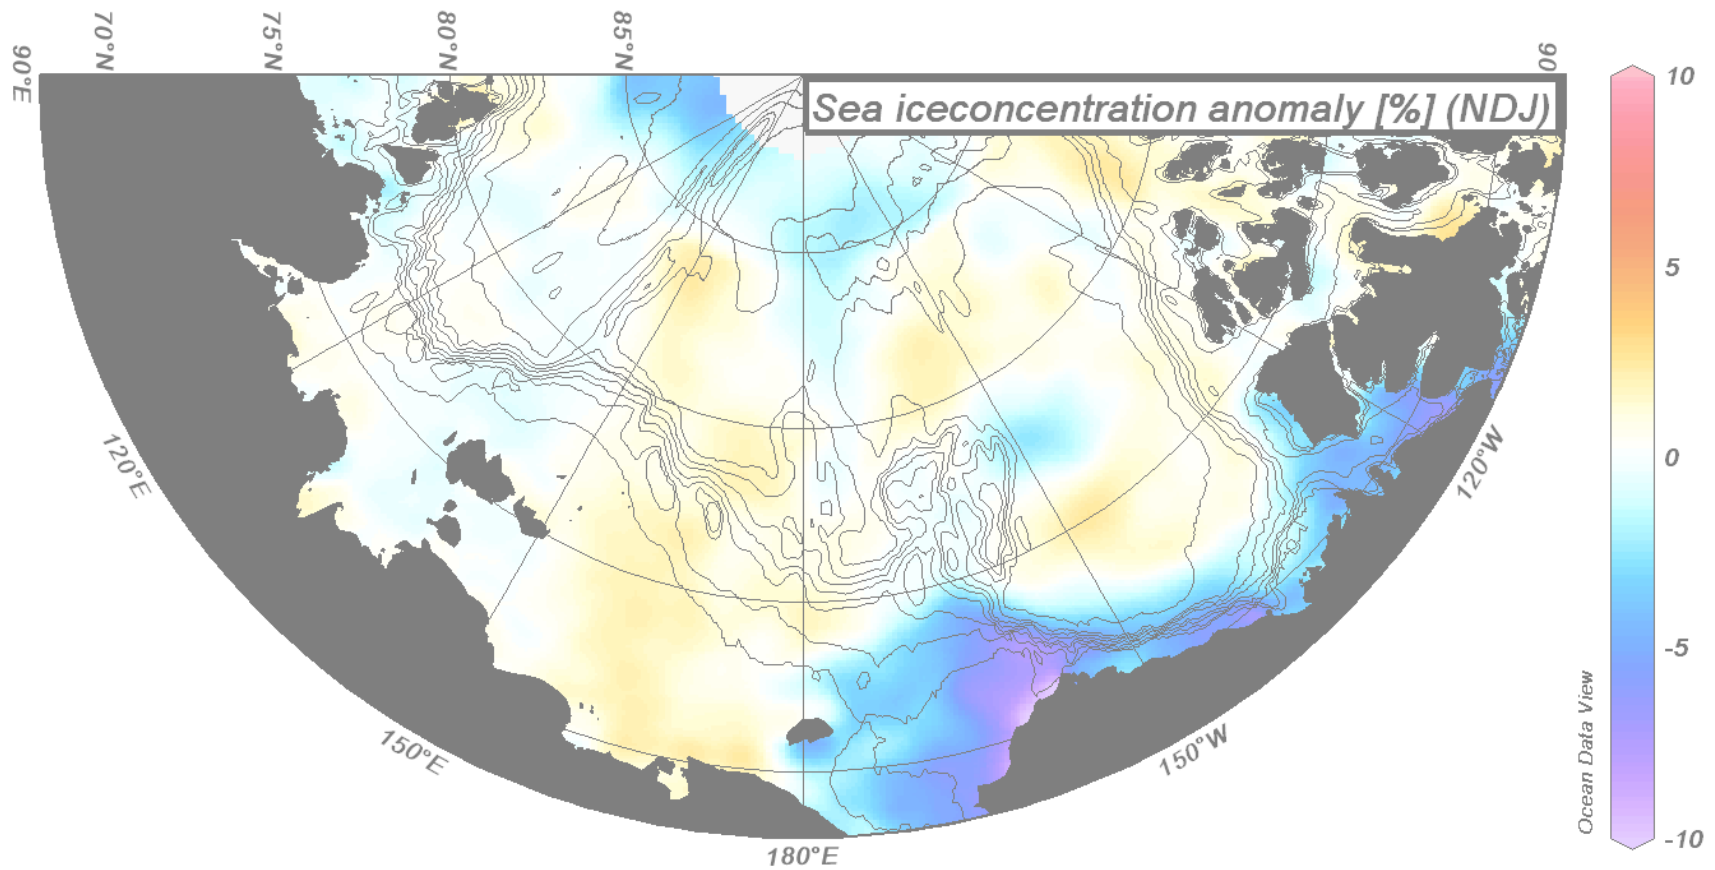 70°N
75°N
80°N
85°N
90°E
90
Sea iceconcentration anomaly [%] (NDJ)
10
5
0
-5
-10
120°E
120°W
150°E
150°W
180°E
Ocean Data View